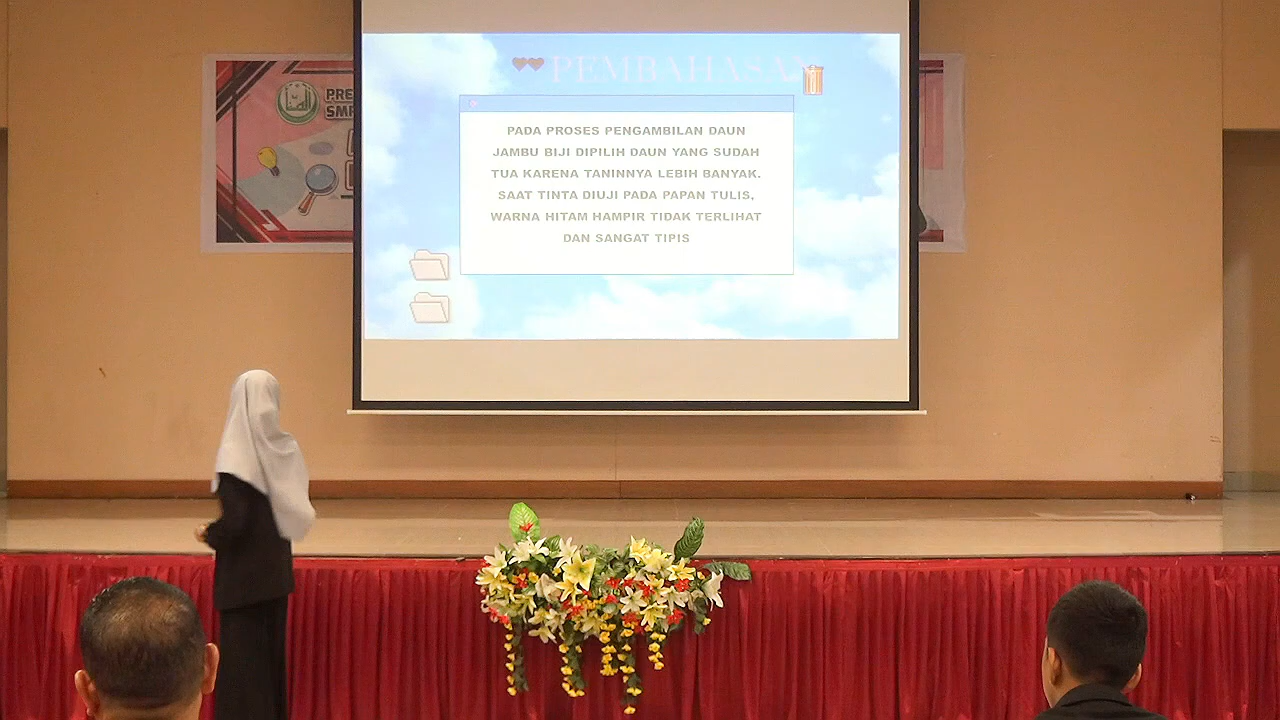 PEMBAHASAN
PADA PROSES PENGAMBILAN DAUN
JAMBU BIJI DIPILIH DAUN YANG SUDAH
TUA KARENA TANINNYA LEBIH BANYAK.
SAAT TINTA DIUJI PADA PAPAN TULIS,
WARNA HITAM HAMPIR TIDAK TERLIHAT
DAN SANGAT TIPIS